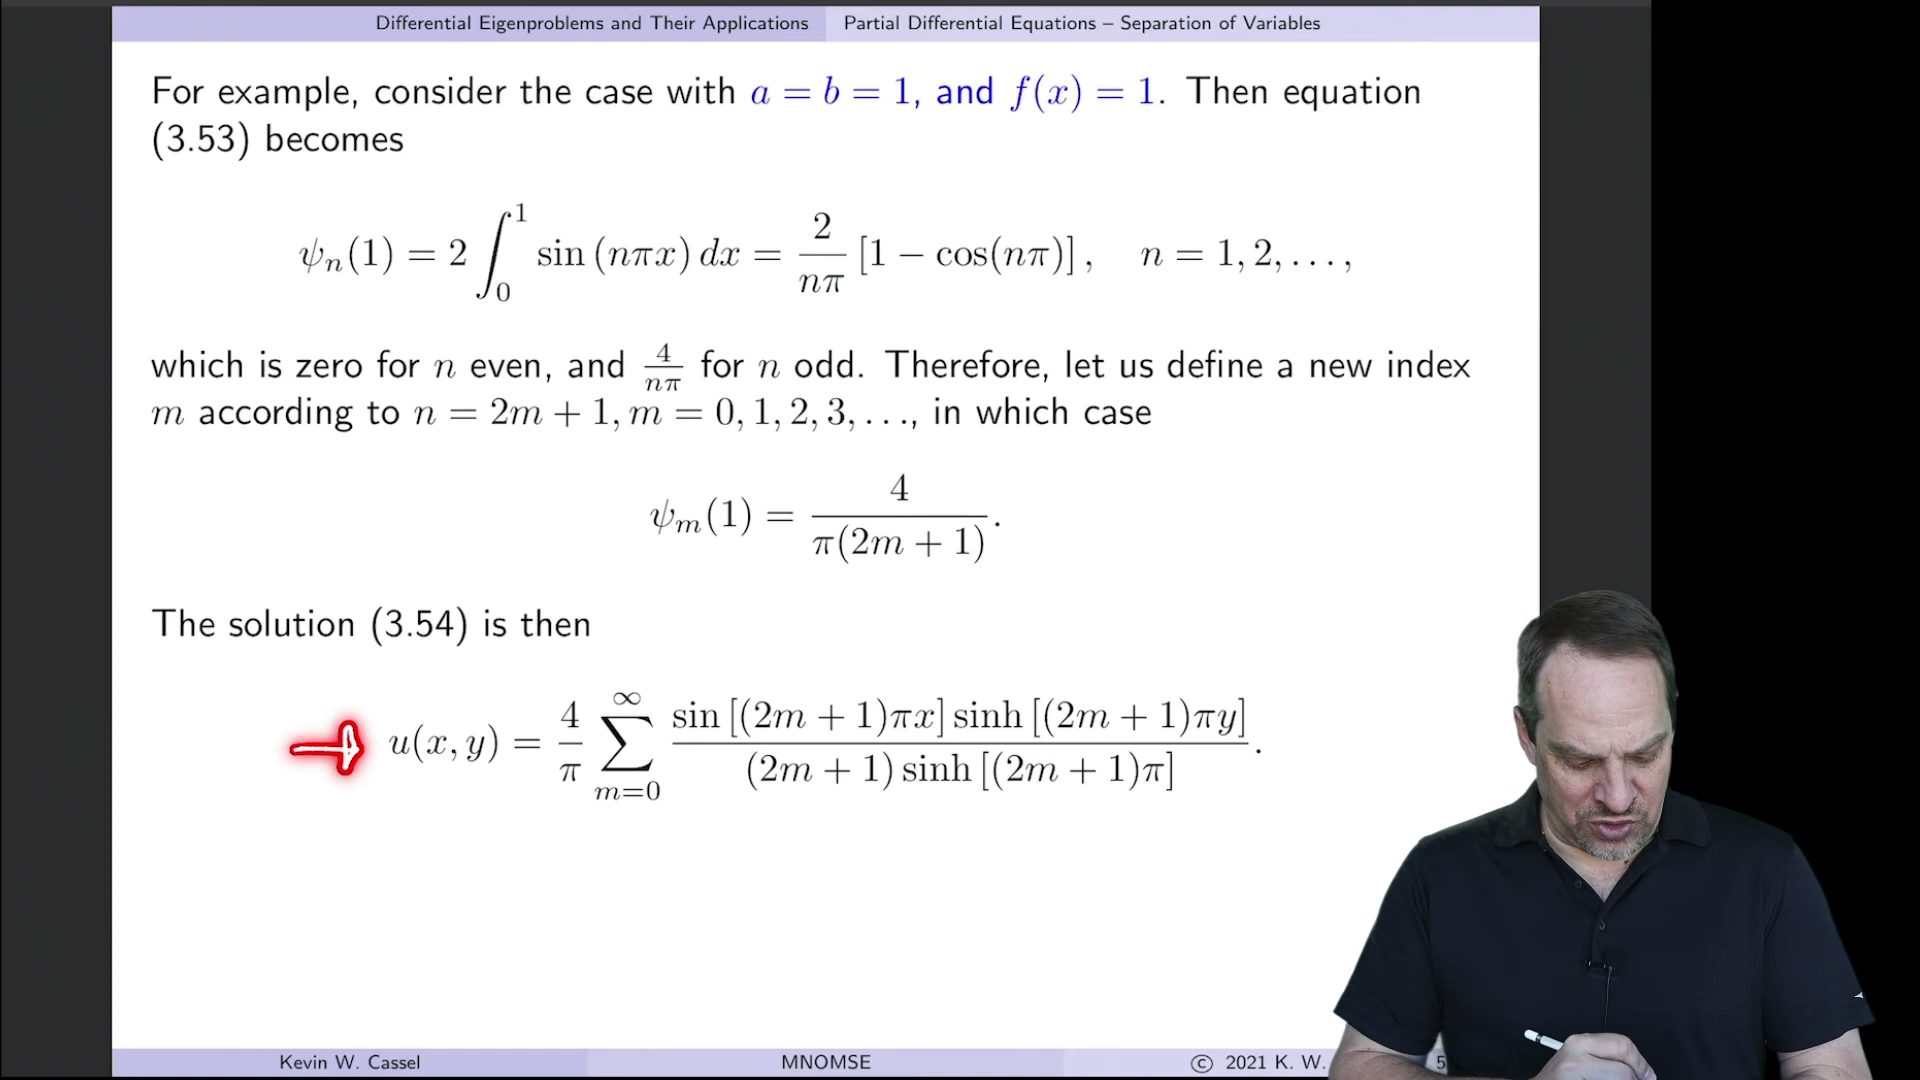 Differential Eigenproblems and Their Applications Partial Differential Equations – Separation of Variables
For example, consider the case with a = b = 1, and f(x) = 1. Then equation
(3.53) becomes
ψₙ(1) = 2 ∫₀¹ sin (nπx) dx = 2/(nπ) [1 − cos(nπ)] , n = 1, 2, . . . ,
which is zero for n even, and 4/(nπ) for n odd. Therefore, let us define a new index
m according to n = 2m + 1, m = 0, 1, 2, 3, . . ., in which case
ψₘ(1) = 4/(π(2m + 1)).
The solution (3.54) is then
u(x, y) = 4/π ∑_{m=0}^{∞} sin [(2m + 1)πx] sinh [(2m + 1)πy] / ((2m + 1) sinh [(2m + 1)π]) .
Kevin W. Cassel MNOMSE © 2021 K. W.